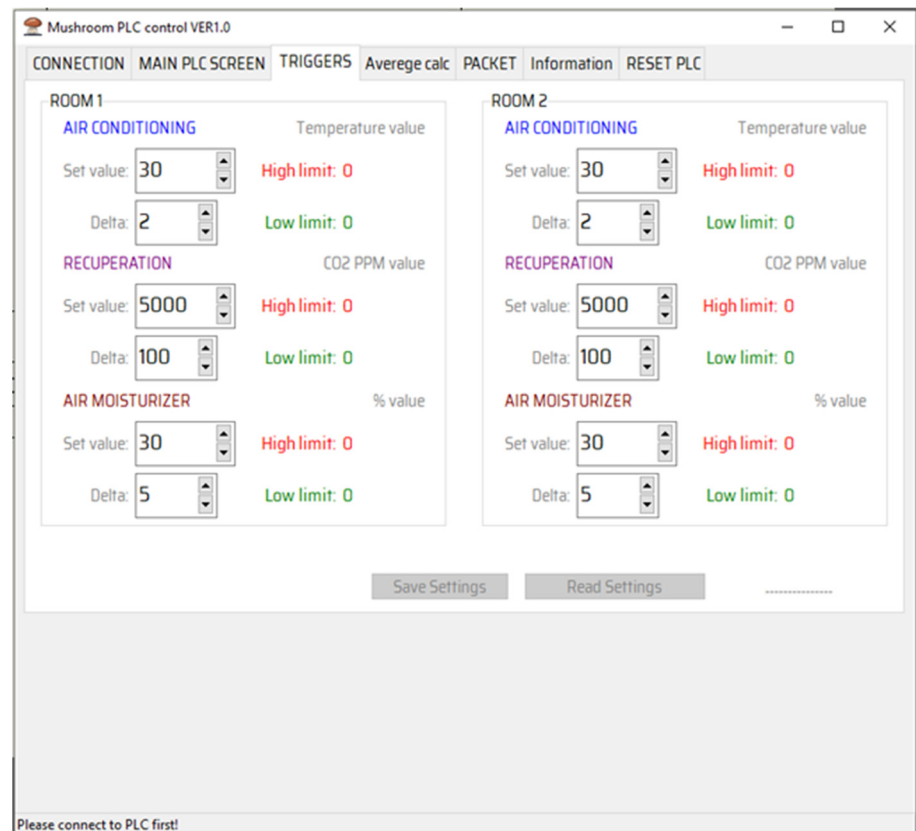 Mushroom PLC control VER1.0
CONNECTION MAIN PLC SCREEN TRIGGERS Averege calc PACKET Information RESET PLC
ROOM 1
AIR CONDITIONING Temperature value
Set value: 30 High limit: 0
Delta: 2 Low limit: 0
RECUPERATION CO2 PPM value
Set value: 5000 High limit: 0
Delta: 100 Low limit: 0
AIR MOISTURIZER % value
Set value: 30 High limit: 0
Delta: 5 Low limit: 0
ROOM 2
AIR CONDITIONING Temperature value
Set value: 30 High limit: 0
Delta: 2 Low limit: 0
RECUPERATION CO2 PPM value
Set value: 5000 High limit: 0
Delta: 100 Low limit: 0
AIR MOISTURIZER % value
Set value: 30 High limit: 0
Delta: 5 Low limit: 0
Save Settings Read Settings ---------------
Please connect to PLC first!